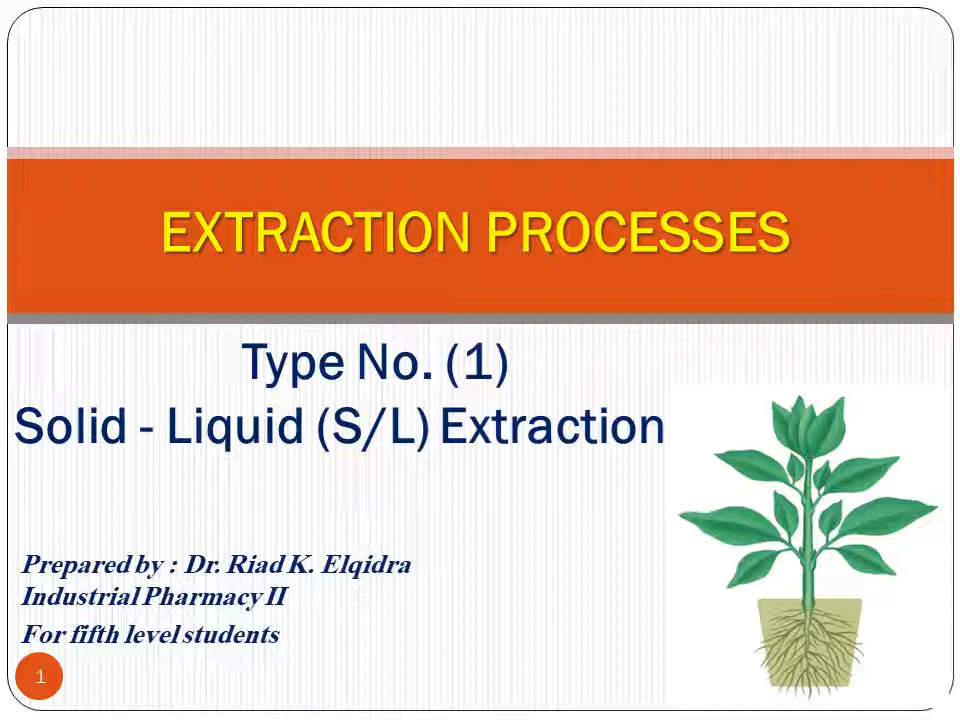 EXTRACTION PROCESSES
Type No. (1)
Solid - Liquid (S/L) Extraction
Prepared by : Dr. Riad K. Elqidra
Industrial Pharmacy II
For fifth level students
1